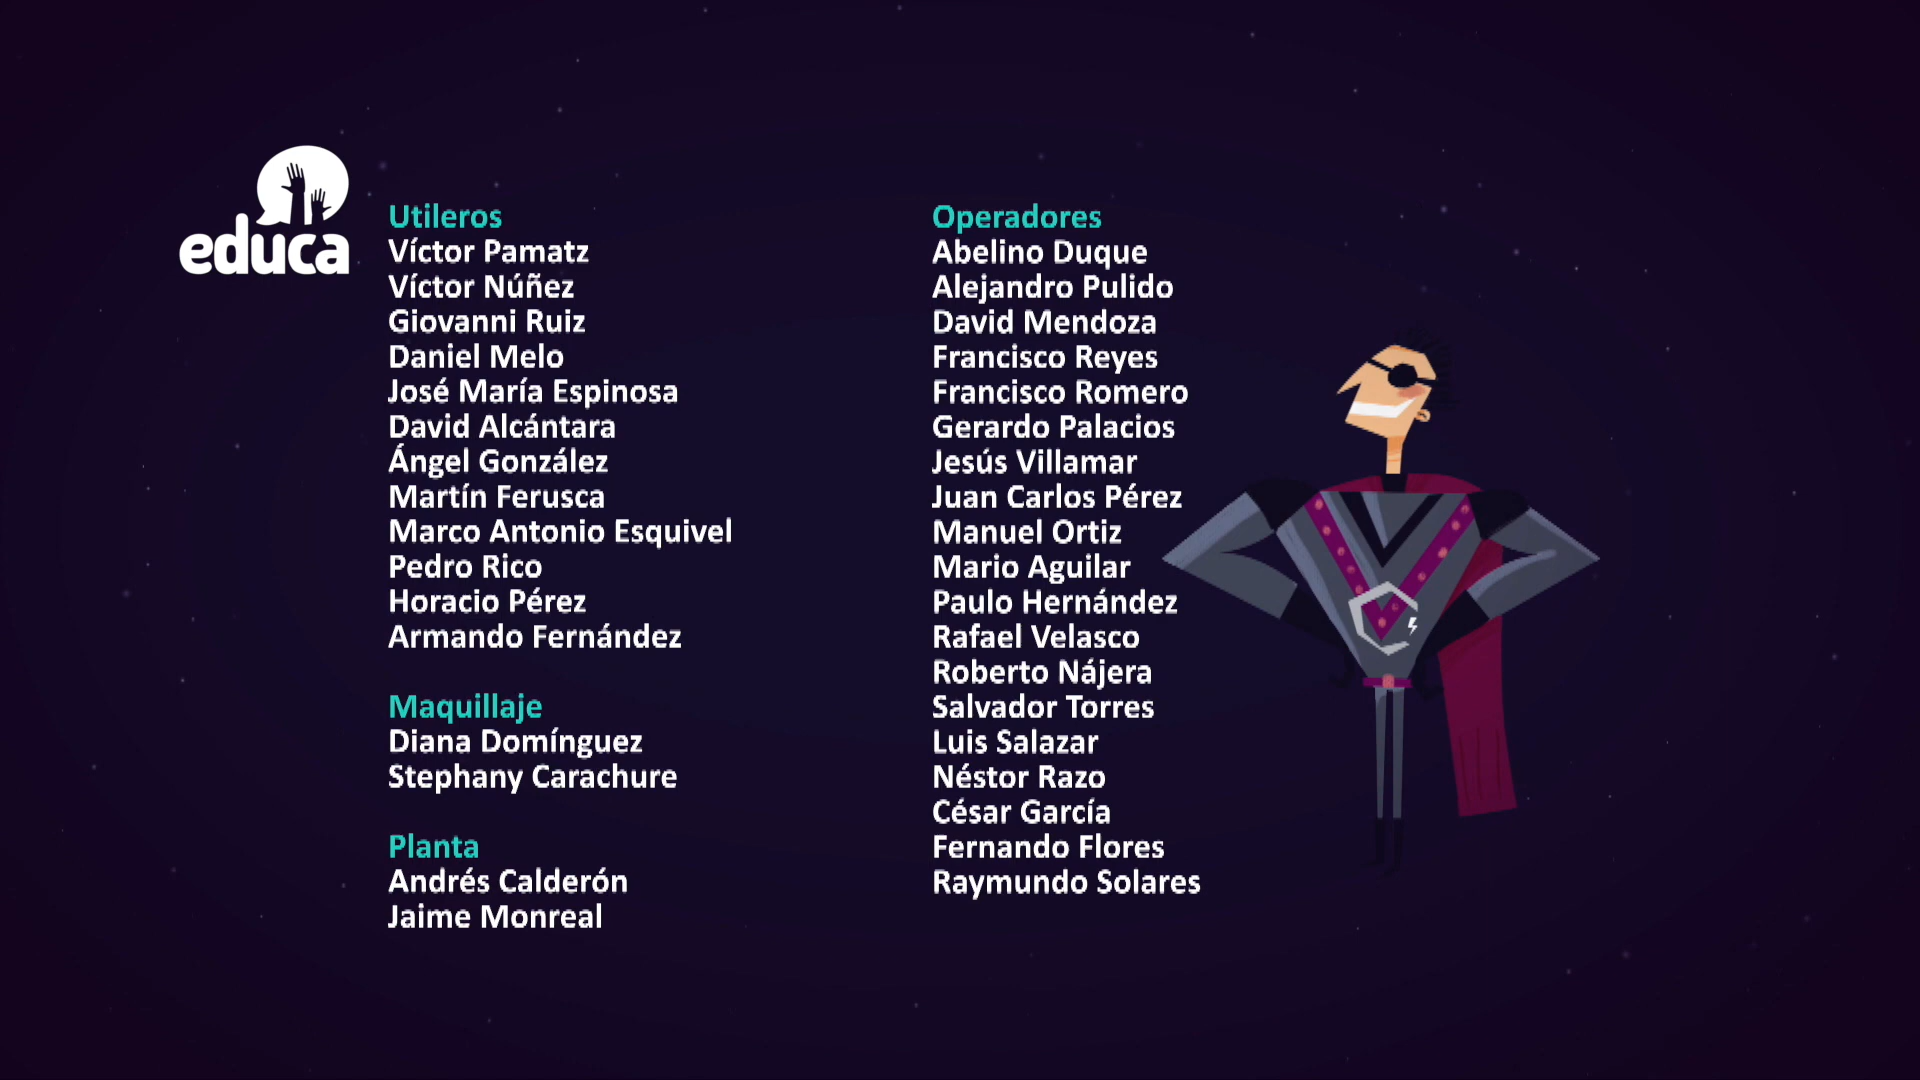 educa
Utileros
Víctor Pamatz
Víctor Núñez
Giovanni Ruiz
Daniel Melo
José María Espinosa
David Alcántara
Ángel González
Martín Ferusca
Marco Antonio Esquivel
Pedro Rico
Horacio Pérez
Armando Fernández
Maquillaje
Diana Domínguez
Stephany Carachure
Planta
Andrés Calderón
Jaime Monreal
Operadores
Abelino Duque
Alejandro Pulido
David Mendoza
Francisco Reyes
Francisco Romero
Gerardo Palacios
Jesús Villamar
Juan Carlos Pérez
Manuel Ortiz
Mario Aguilar
Paulo Hernández
Rafael Velasco
Roberto Nájera
Salvador Torres
Luis Salazar
Néstor Razo
César García
Fernando Flores
Raymundo Solares